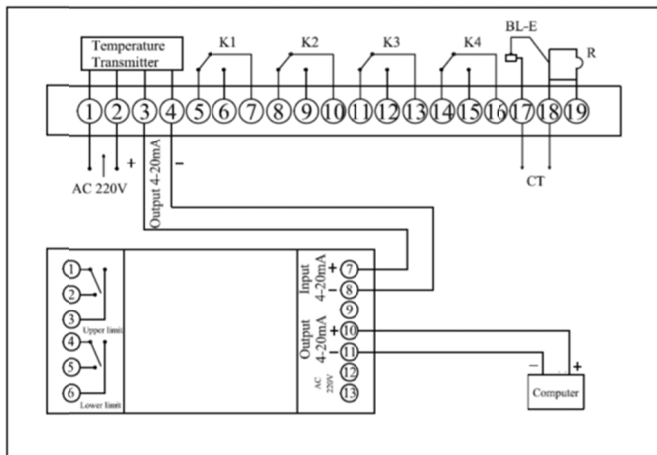 Temperature
Transmitter
K1
K2
K3
K4
BL-E
R
1 2 3 4 5 6 7 8 9 10 11 12 13 14 15 16 17 18 19
AC 220V
+
Output 4-20mA
−
CT
1
2
3
Upper limit
4
5
6
Lower limit
Input
4-20mA
+ 7
− 8
9
Output
4-20mA
+ 10
− 11
AC
220V
12
13
− +
Computer